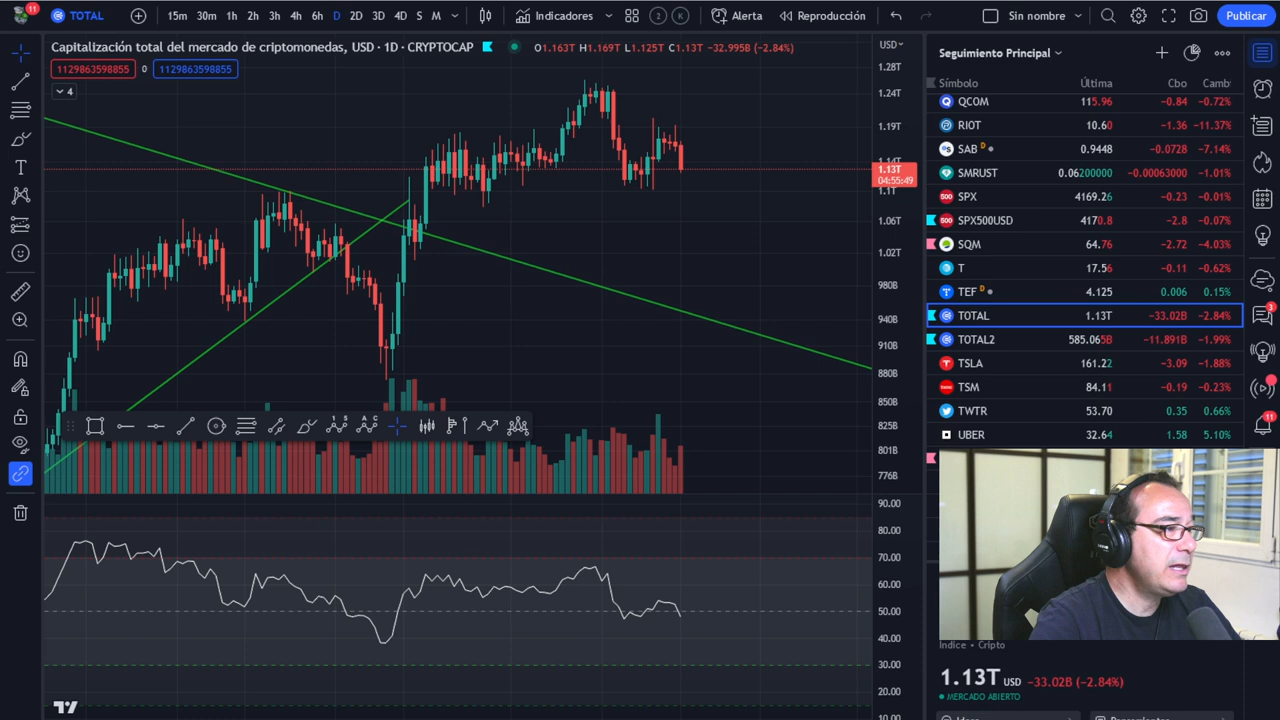 11
TOTAL
15m 30m 1h 2h 3h 4h 6h D 2D 3D 4D S M
Indicadores
2 K
Alerta
Reproducción
Sin nombre
Publicar
Capitalización total del mercado de criptomonedas, USD · 1D · CRYPTOCAP
O1.163T H1.169T L1.125T C1.13T −32.995B (−2.84%)
1129863598855 0 1129863598855
4
USD
1.28T
1.24T
1.19T
1.14T
1.13T
04:55:49
1.1T
1.06T
1.02T
980B
940B
910B
880B
850B
825B
801B
776B
90.00
80.00
70.00
60.00
50.00
40.00
30.00
20.00
10.00
Seguimiento Principal
Símbolo Última Cbo Camb
QCOM 115.96 −0.84 −0.72%
RIOT 10.60 −1.36 −11.37%
SAB D 0.9448 −0.0728 −7.14%
SMRUST 0.06200000 −0.00063000 −1.01%
500 SPX 4169.26 −0.23 −0.01%
500 SPX500USD 4170.8 −2.8 −0.07%
SQM 64.76 −2.72 −4.03%
T 17.56 −0.11 −0.62%
TEF D 4.125 0.006 0.15%
TOTAL 1.13T −33.02B −2.84%
TOTAL2 585.065B −11.891B −1.99%
TSLA 161.22 −3.09 −1.88%
TSM 84.11 −0.19 −0.23%
TWTR 53.70 0.35 0.66%
UBER 32.64 1.58 5.10%
Indice • Cripto
1.13T USD −33.02B (−2.84%)
MERCADO ABIERTO
3
11